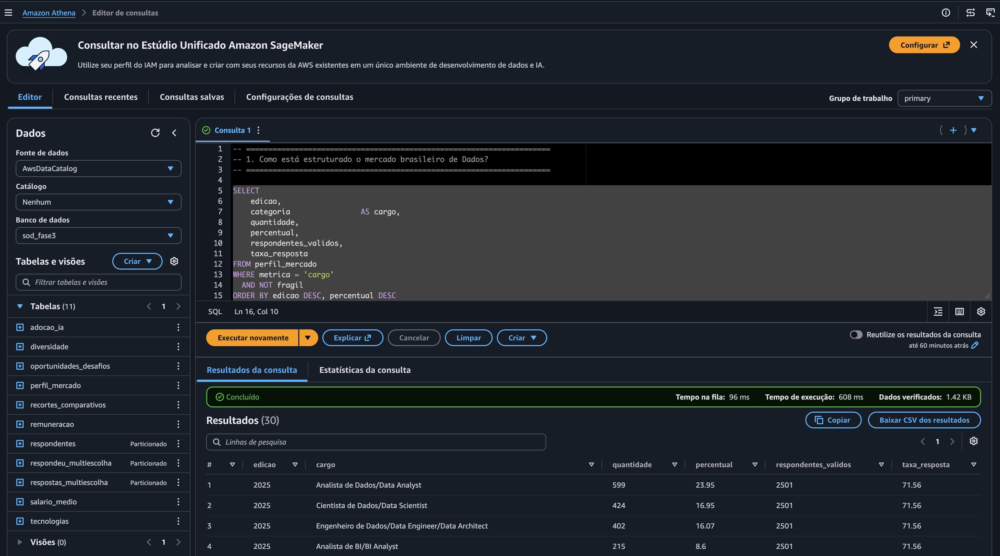 Amazon Athena > Editor de consultas
Consultar no Estúdio Unificado Amazon SageMaker
Configurar
Utilize seu perfil do IAM para analisar e criar com seus recursos da AWS existentes em um único ambiente de desenvolvimento de dados e IA.
Editor
Consultas recentes
Consultas salvas
Configurações de consultas
Grupo de trabalho
primary
Dados
Fonte de dados
AwsDataCatalog
Catálogo
Nenhum
Banco de dados
sod_fase3
Tabelas e visões
Criar
Filtrar tabelas e visões
Tabelas (11)
1
adocao_ia
diversidade
oportunidades_desafios
perfil_mercado
recortes_comparativos
remuneracao
respondentes Particionado
respondeu_multiescolha Particionado
respostas_multiescolha Particionado
salario_medio
tecnologias
Visões (0)
1
Consulta 1
1 -- =====================================================================
2 -- 1. Como está estruturado o mercado brasileiro de Dados?
3 -- =====================================================================
4
5 SELECT
6 edicao,
7 categoria AS cargo,
8 quantidade,
9 percentual,
10 respondentes_validos,
11 taxa_resposta
12 FROM perfil_mercado
13 WHERE metrica = 'cargo'
14 AND NOT fragil
15 ORDER BY edicao DESC, percentual DESC
SQL Ln 16, Col 10
Executar novamente
Explicar
Cancelar
Limpar
Criar
Reutilize os resultados da consulta
até 60 minutos atrás
Resultados da consulta
Estatísticas da consulta
Concluído
Tempo na fila: 96 ms
Tempo de execução: 608 ms
Dados verificados: 1.42 KB
Resultados (30)
Copiar
Baixar CSV dos resultados
Linhas de pesquisa
1
# edicao cargo quantidade percentual respondentes_validos taxa_resposta
1 2025 Analista de Dados/Data Analyst 599 23.95 2501 71.56
2 2025 Cientista de Dados/Data Scientist 424 16.95 2501 71.56
3 2025 Engenheiro de Dados/Data Engineer/Data Architect 402 16.07 2501 71.56
4 2025 Analista de BI/BI Analyst 215 8.6 2501 71.56